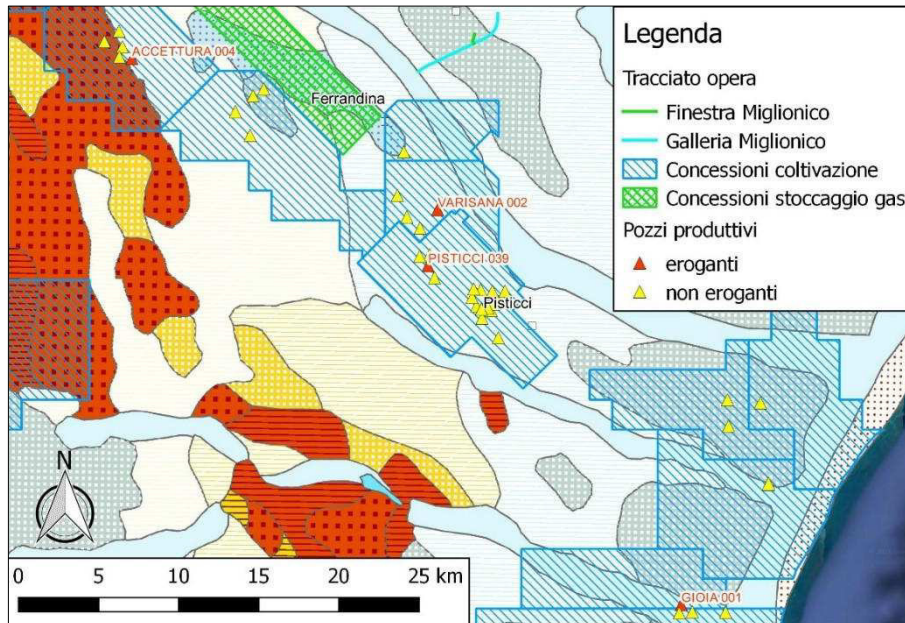 Legenda
Tracciato opera
Finestra Miglionico
Galleria Miglionico
Concessioni coltivazione
Concessioni stoccaggio gas
Pozzi produttivi
eroganti
non eroganti
ACCETTURA 004
Ferrandina
VARISANA 002
PISTICCI 039
Pisticci
GIOIA 001
N
0 5 10 15 20 25 km